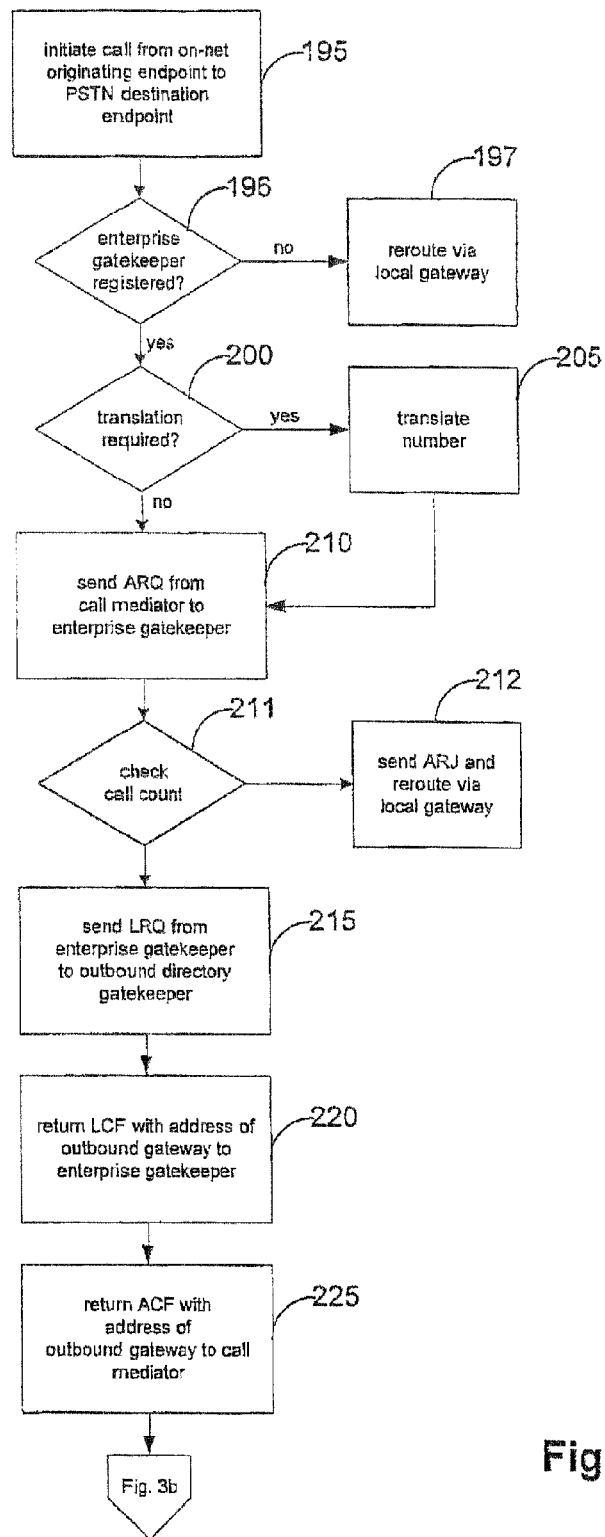 initiate call from on-net
originating endpoint to
PSTN destination
endpoint
195
196
enterprise
gatekeeper
registered?
no
197
reroute via
local gateway
yes
200
translation
required?
yes
205
translate
number
no
210
send ARQ from
call mediator to
enterprise gatekeeper
211
check
call count
212
send ARJ and
reroute via
local gateway
215
send LRQ from
enterprise gatekeeper
to outbound directory
gatekeeper
220
return LCF with address of
outbound gateway to
enterprise gatekeeper
225
return ACF with
address of
outbound gateway to call
mediator
Fig. 3b
Fig